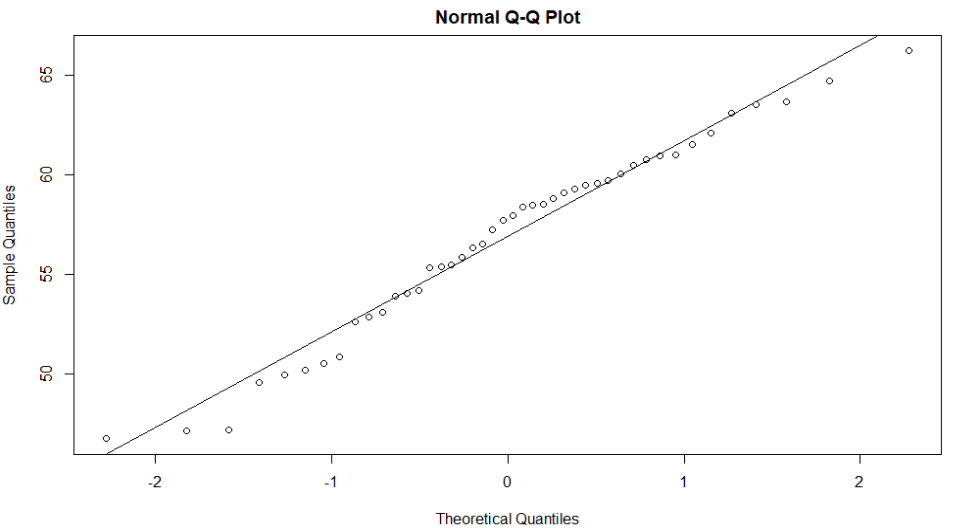 Normal Q-Q Plot
Sample Quantiles
65
60
55
50
-2 -1 0 1 2
Theoretical Quantiles